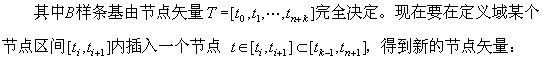 其中B样条基由节点矢量 T =[t₀ ,t₁,⋯,tₙ₊ₖ]完全决定。现在要在定义域某个
节点区间[tᵢ,tᵢ₊₁]内插入一个节点 t∈[tᵢ,tᵢ₊₁]⊂[tₖ₋₁,tₙ₊₁]，得到新的节点矢量：